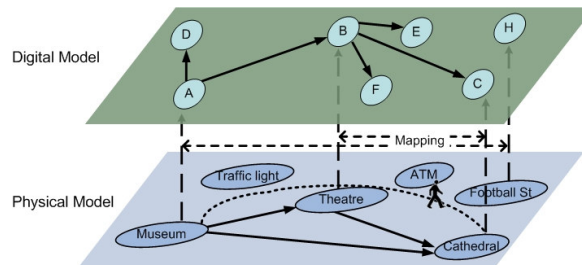 D
B
E
H
Digital Model
A
F
C
Mapping
Traffic light
ATM
Theatre
Football St
Physical Model
Museum
Cathedral